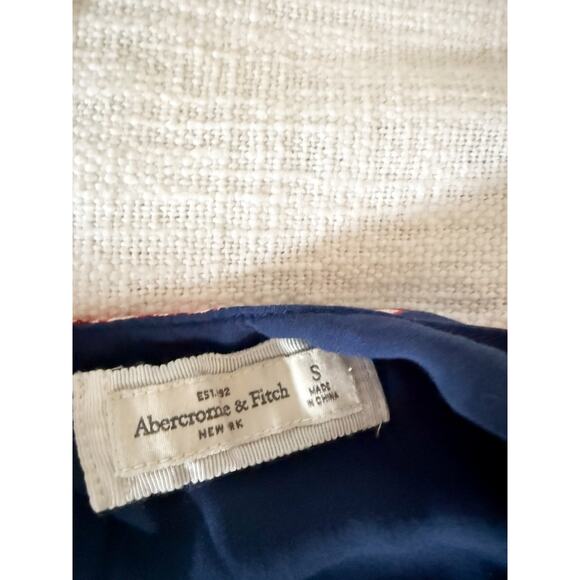 EST. 92
Abercrome & Fitch
NEW RK
S
MADE
IN CHINA